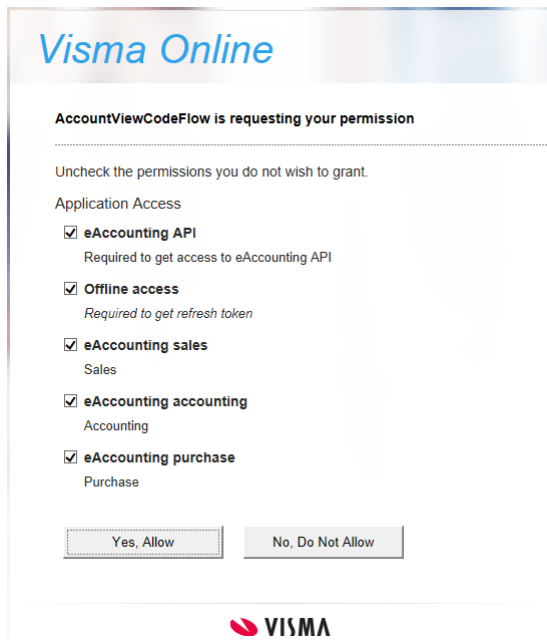 Visma Online
AccountViewCodeFlow is requesting your permission
Uncheck the permissions you do not wish to grant.
Application Access
eAccounting API
Required to get access to eAccounting API
Offline access
Required to get refresh token
eAccounting sales
Sales
eAccounting accounting
Accounting
eAccounting purchase
Purchase
Yes, Allow
No, Do Not Allow
VISMA